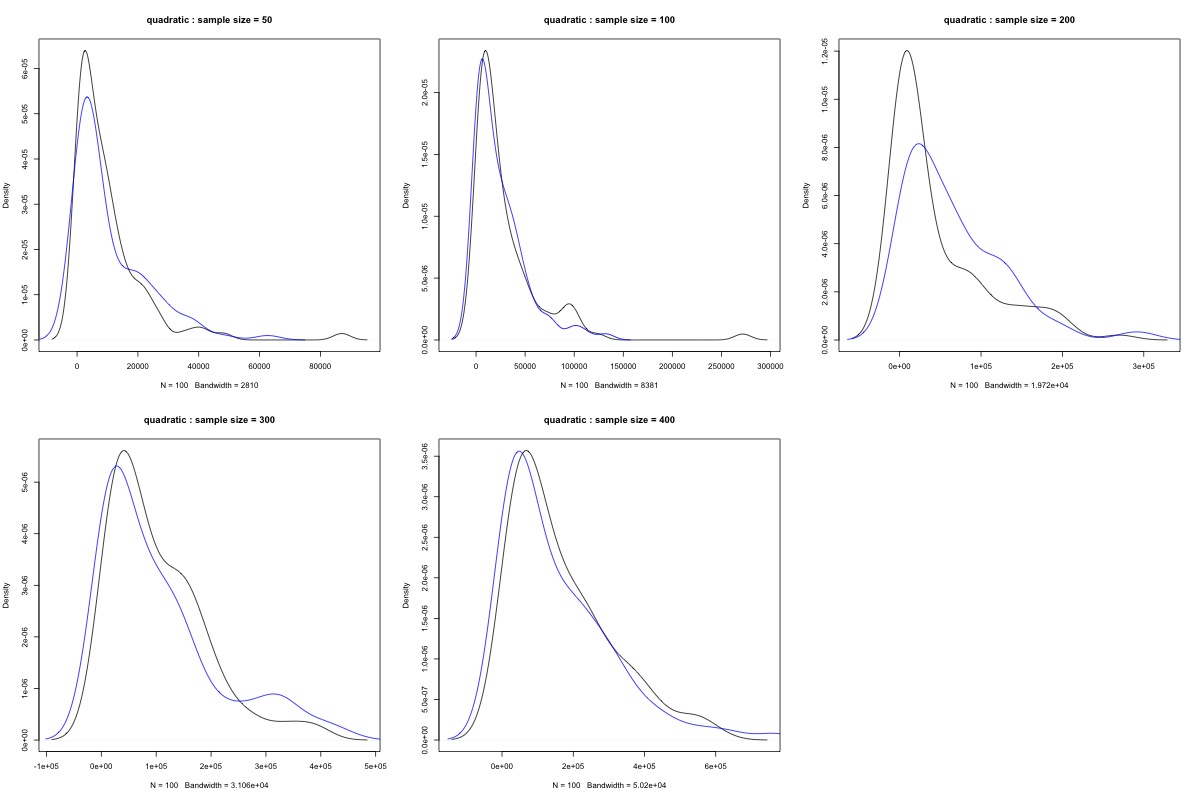 quadratic : sample size = 50
Density
0e+00 1e-05 2e-05 3e-05 4e-05 5e-05 6e-05
0 20000 40000 60000 80000
N = 100 Bandwidth = 2810
quadratic : sample size = 100
Density
0.0e+00 5.0e-06 1.0e-05 1.5e-05 2.0e-05
0 50000 100000 150000 200000 250000 300000
N = 100 Bandwidth = 8381
quadratic : sample size = 200
Density
0.0e+00 2.0e-06 4.0e-06 6.0e-06 8.0e-06 1.0e-05 1.2e-05
0e+00 1e+05 2e+05 3e+05
N = 100 Bandwidth = 1.972e+04
quadratic : sample size = 300
Density
0e+00 1e-06 2e-06 3e-06 4e-06 5e-06
-1e+05 0e+00 1e+05 2e+05 3e+05 4e+05 5e+05
N = 100 Bandwidth = 3.106e+04
quadratic : sample size = 400
Density
0.0e+00 5.0e-07 1.0e-06 1.5e-06 2.0e-06 2.5e-06 3.0e-06 3.5e-06
0e+00 2e+05 4e+05 6e+05
N = 100 Bandwidth = 5.02e+04